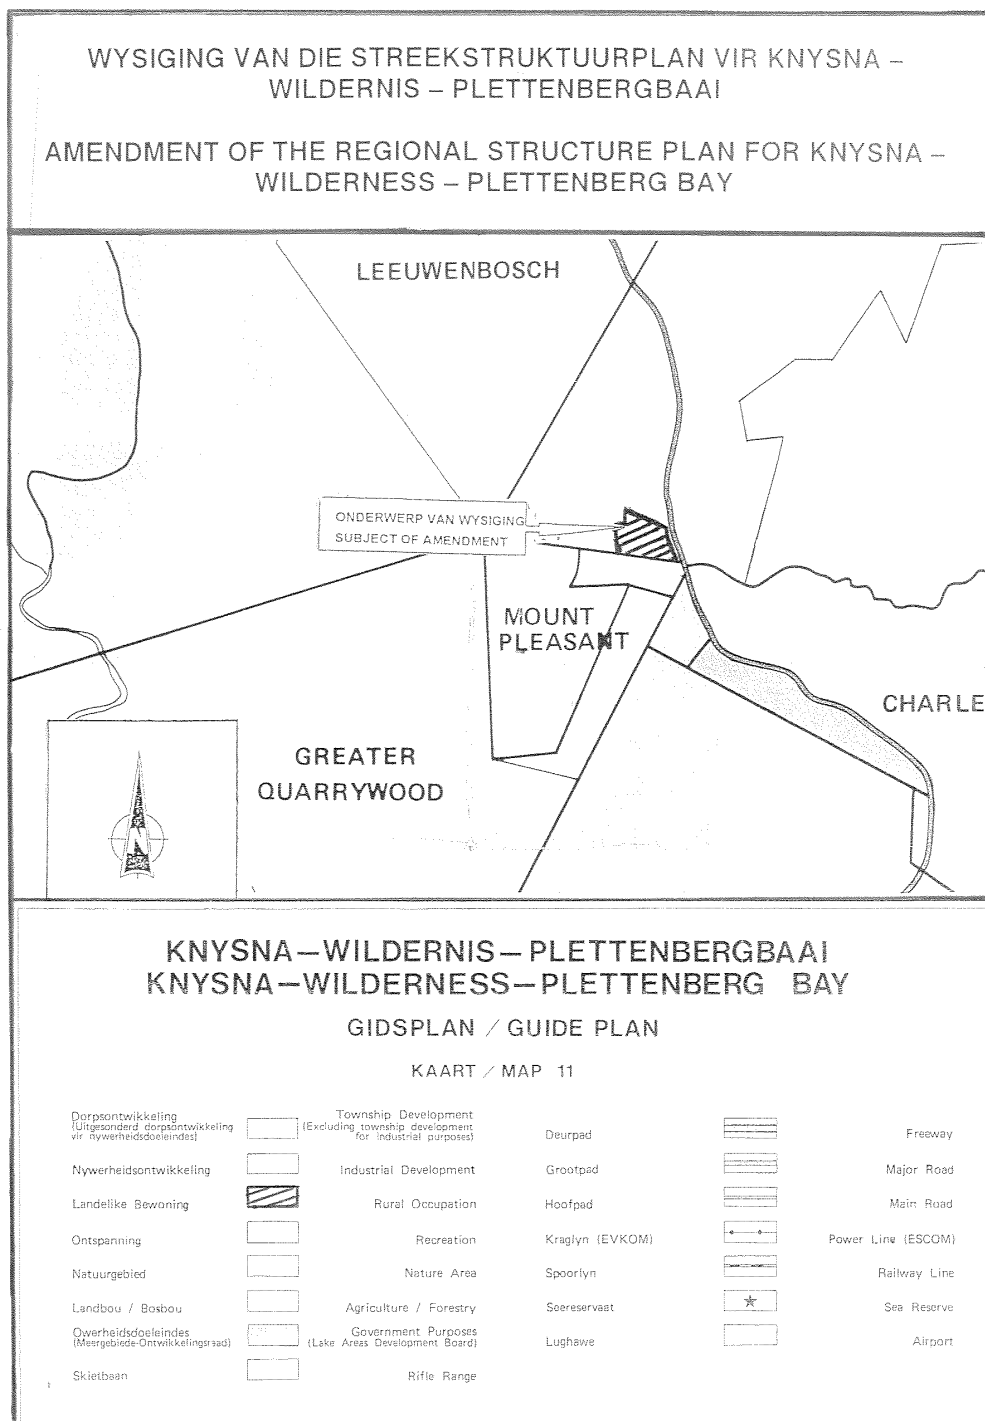 WYSIGING VAN DIE STREEKSTRUKTUURPLAN VIR KNYSNA –
WILDERNIS – PLETTENBERGBAAI
AMENDMENT OF THE REGIONAL STRUCTURE PLAN FOR KNYSNA –
WILDERNESS – PLETTENBERG BAY
LEEUWENBOSCH
ONDERWERP VAN WYSIGING
SUBJECT OF AMENDMENT
MOUNT
PLEASANT
CHARLE
GREATER
QUARRYWOOD
KNYSNA–WILDERNIS–PLETTENBERGBAAI
KNYSNA–WILDERNESS–PLETTENBERG BAY
GIDSPLAN / GUIDE PLAN
KAART / MAP 11
Dorpsontwikkeling
(Uitgesonderd dorpsontwikkeling
vir nywerheidsdoeleindes)
Township Development
(Excluding township development
for industrial purposes)
Nywerheidsontwikkeling
Industrial Development
Landelike Bewoning
Rural Occupation
Ontspanning
Recreation
Natuurgebied
Nature Area
Landbou / Bosbou
Agriculture / Forestry
Owerheidsdoeleindes
(Meergebiede-Ontwikkelingsraad)
Government Purposes
(Lake Areas Development Board)
Skietbaan
Rifle Range
Deurpad
Freeway
Grootpad
Major Road
Hoofpad
Main Road
Kraglyn (EVKOM)
Power Line (ESCOM)
Spoorlyn
Railway Line
Seereservaat
Sea Reserve
Lughawe
Airport